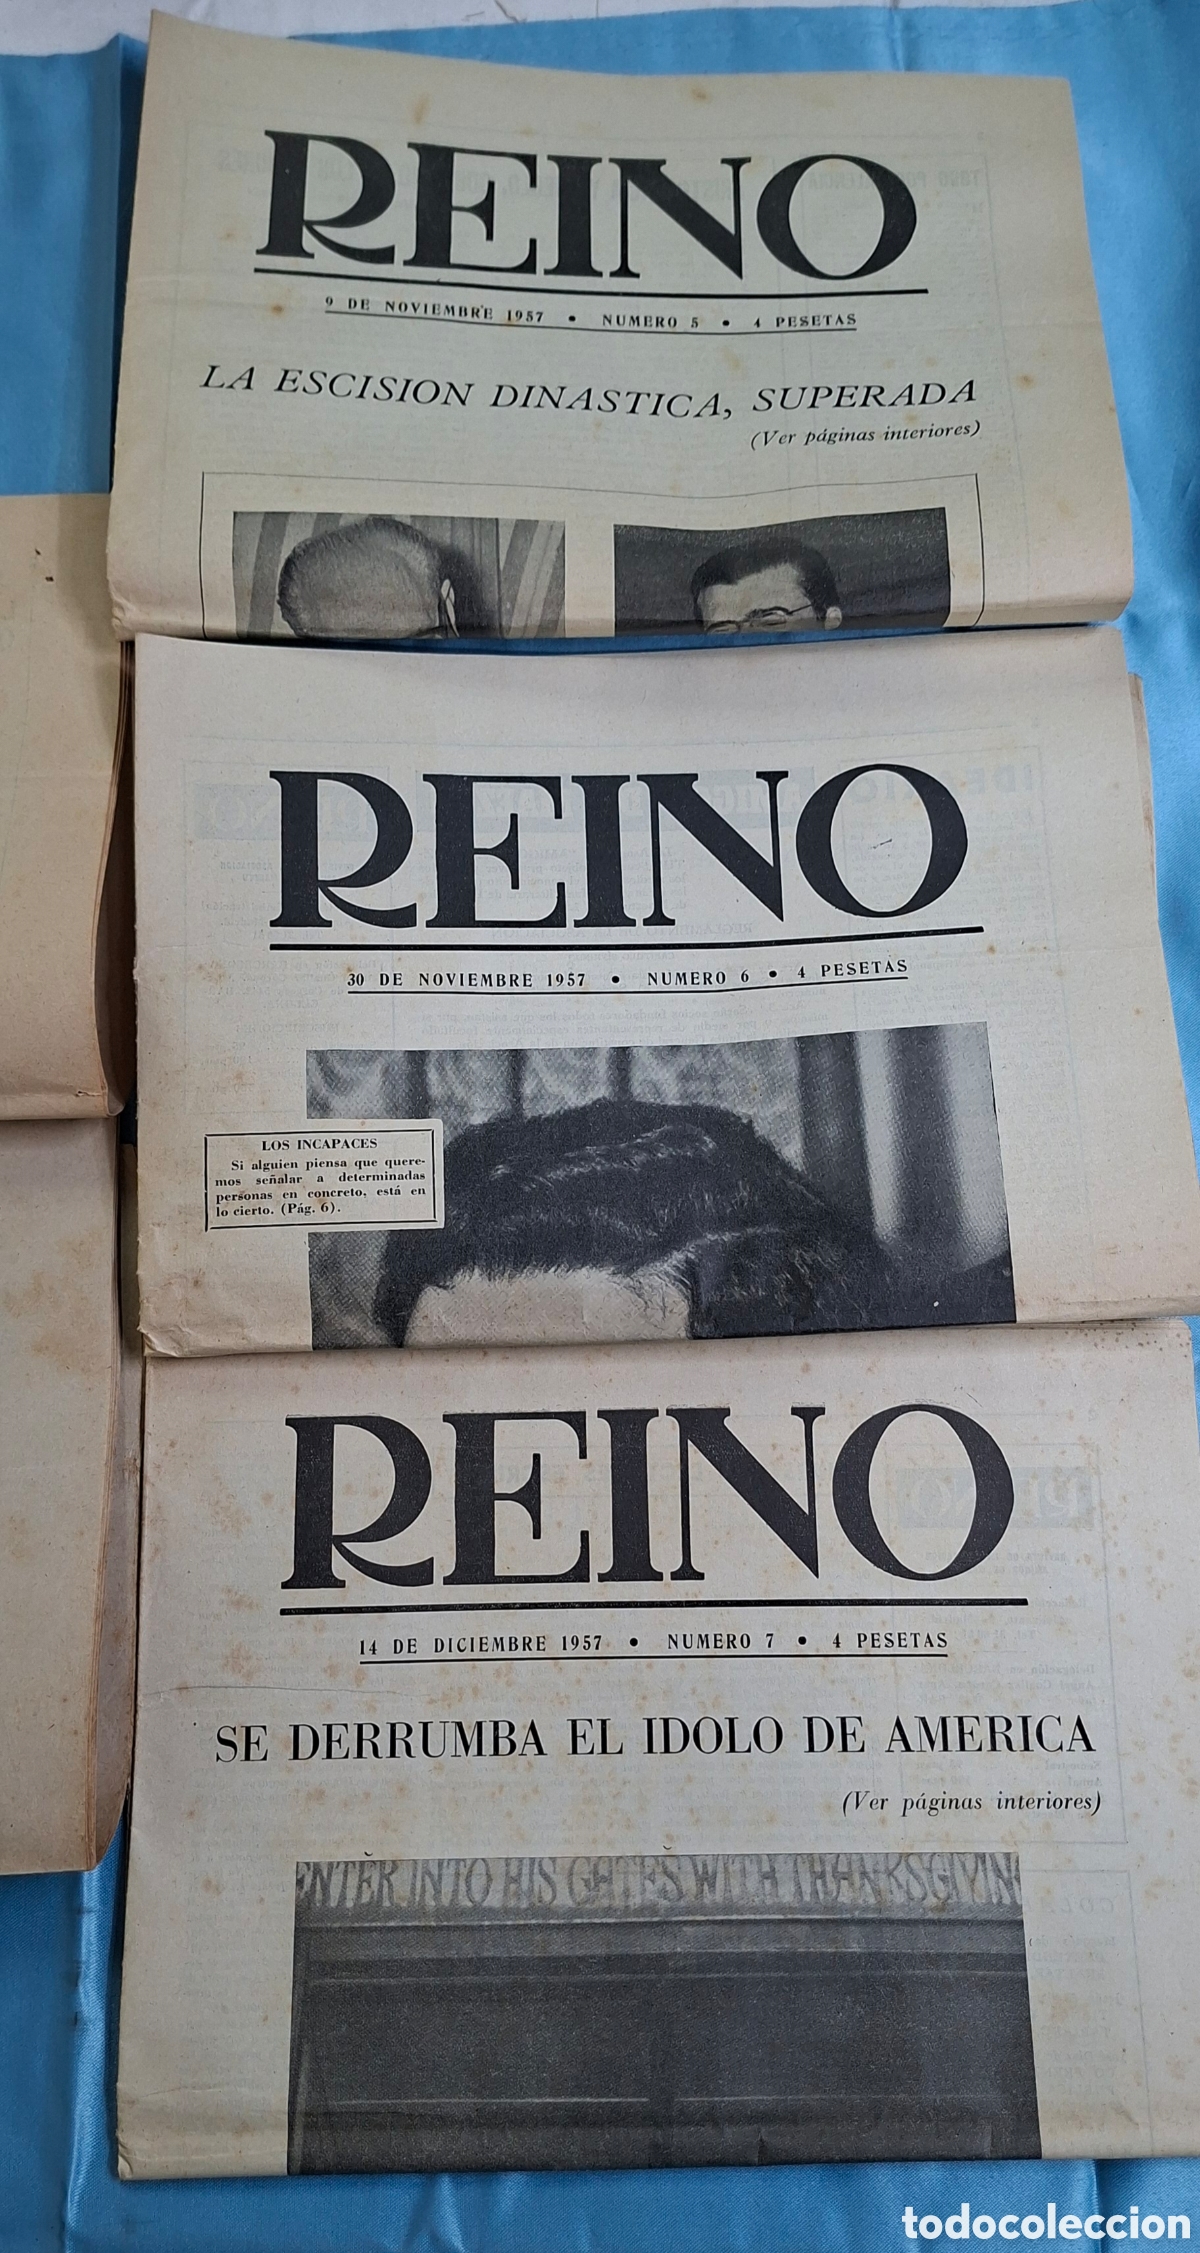 REINO
9 DE NOVIEMBRE 1957 • NUMERO 5 • 4 PESETAS
LA ESCISION DINASTICA, SUPERADA
(Ver páginas interiores)
REINO
30 DE NOVIEMBRE 1957 • NUMERO 6 • 4 PESETAS
LOS INCAPACES
Si alguien piensa que quere-
mos señalar a determinadas
personas en concreto, está en
lo cierto. (Pág. 6).
REINO
14 DE DICIEMBRE 1957 • NUMERO 7 • 4 PESETAS
SE DERRUMBA EL IDOLO DE AMERICA
(Ver páginas interiores)
ENTER INTO HIS GATES WITH THANKSGIVIN
todocoleccion